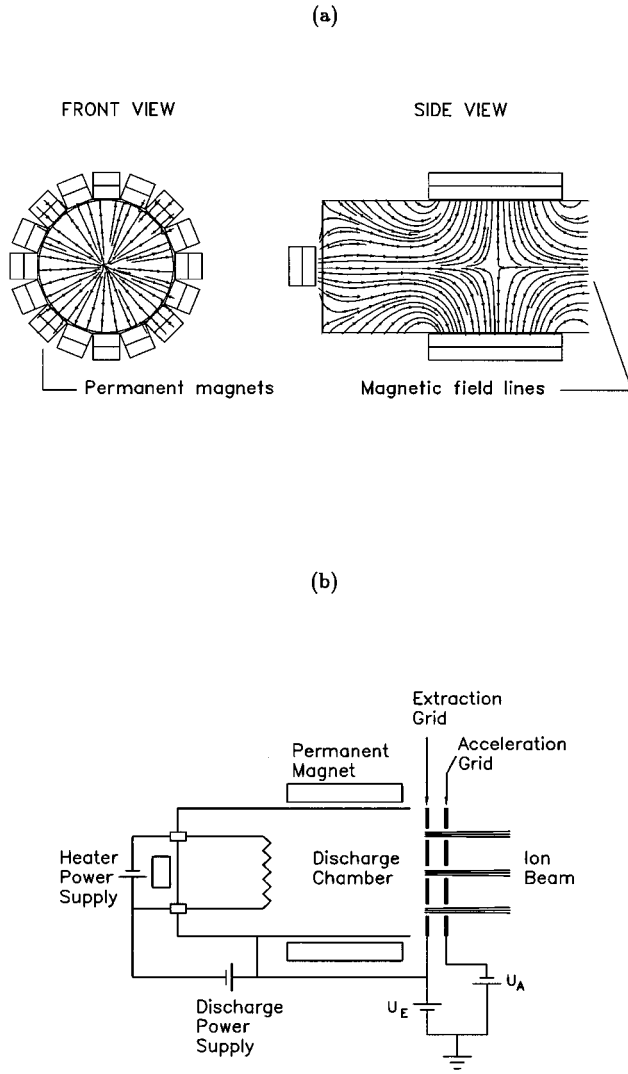 (a)
FRONT VIEW
SIDE VIEW
Permanent magnets
Magnetic field lines
(b)
Extraction
Grid
Acceleration
Grid
Permanent
Magnet
Heater
Power
Supply
Discharge
Chamber
Ion
Beam
Discharge
Power
Supply
U_E
U_A